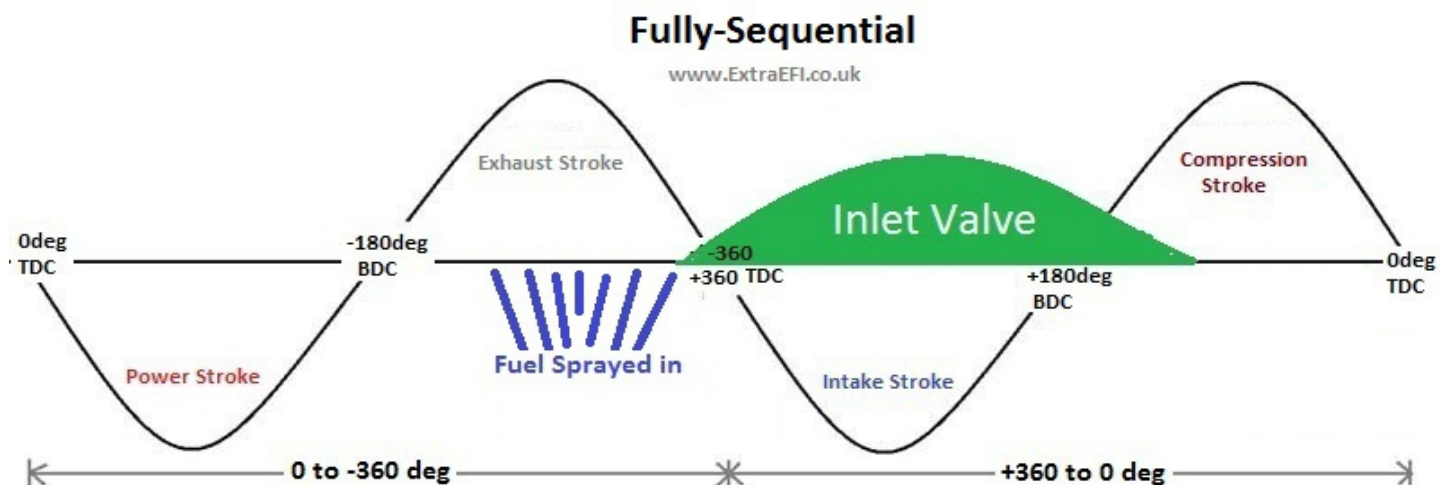 Fully-Sequential
www.ExtraEFI.co.uk
Exhaust Stroke
Compression
Stroke
Inlet Valve
0deg
TDC
-180deg
BDC
-360
+360 TDC
+180deg
BDC
0deg
TDC
Fuel Sprayed in
Power Stroke
Intake Stroke
0 to -360 deg
+360 to 0 deg